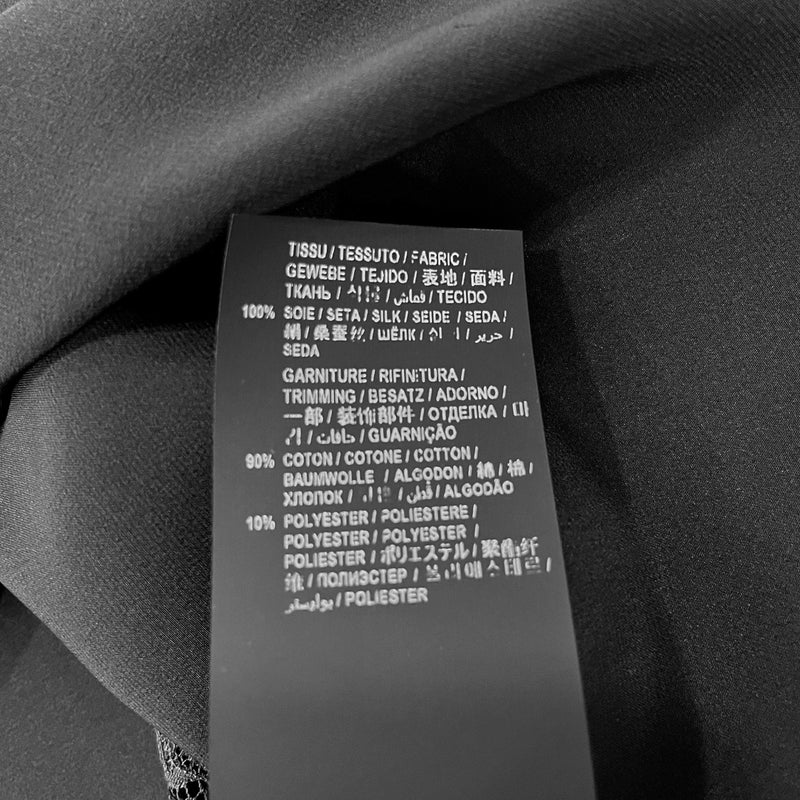 TISSU / TESSUTO / FABRIC /
GEWEBE / TEJIDO / 表地 / 面料 /
ТКАНЬ / قماش / TECIDO
100% SOIE / SETA / SILK / SEIDE / SEDA /
絹 / 桑蚕丝 / ШЁЛК / حرير /
SEDA
GARNITURE / RIFINITURA /
TRIMMING / BESATZ / ADORNO /
一部 / 装饰部件 / ОТДЕЛКА /
حافات / GUARNIÇÃO
90% COTON / COTONE / COTTON /
BAUMWOLLE / ALGODON / 綿 / 棉 /
ХЛОПОК / قطن / ALGODÃO
10% POLYESTER / POLIESTERE /
POLYESTER / POLYESTER /
POLIESTER / ポリエステル / 聚酯纤
维 / ПОЛИЭСТЕР / 폴리에스테르 /
بوليستر / POLIESTER